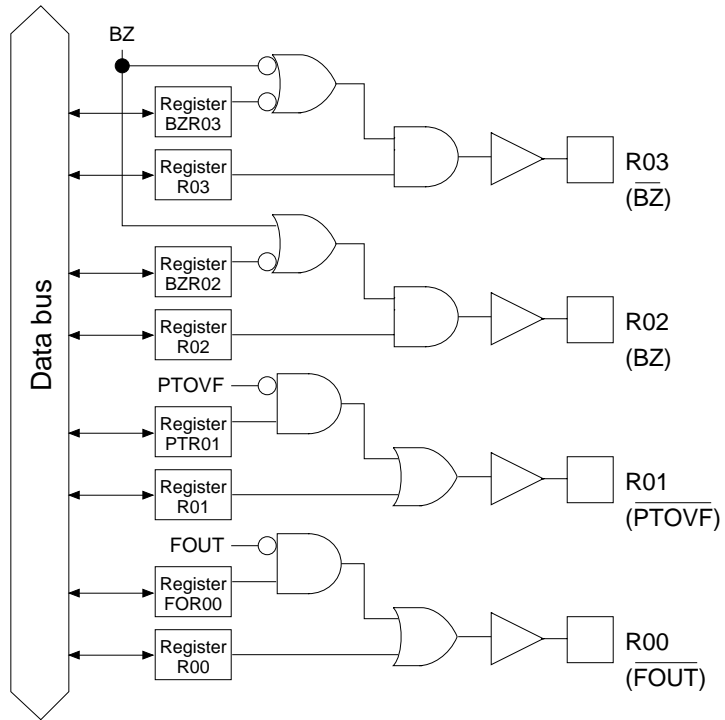 BZ
Register
BZR03
Register
R03
R03
(BZ)
Register
BZR02
Register
R02
R02
(BZ)
Data bus
PTOVF
Register
PTR01
Register
R01
R01
(PTOVF)
FOUT
Register
FOR00
Register
R00
R00
(FOUT)